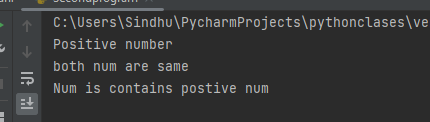 C:\Users\Sindhu\PycharmProjects\pythonclases\ve
Positive number
both num are same
Num is contains postive num